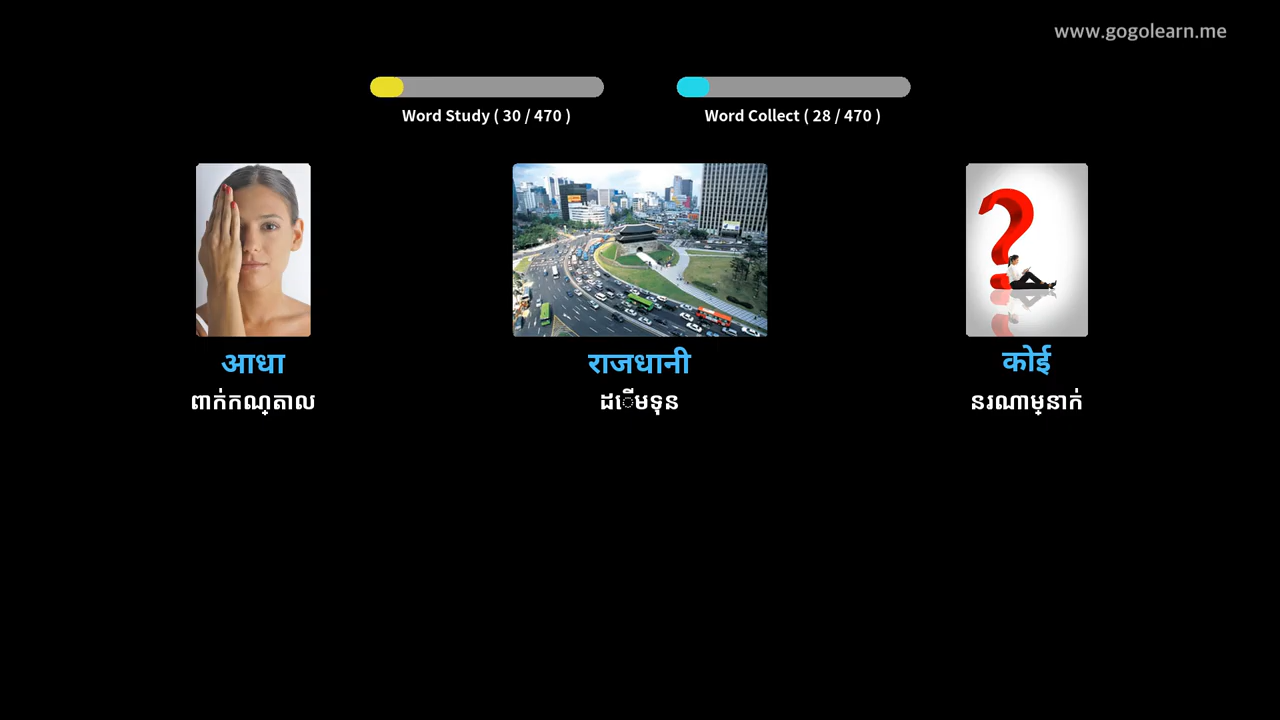 www.gogolearn.me
Word Study ( 30 / 470 )
Word Collect ( 28 / 470 )
आधा
राजधानी
कोई
ពាក់កណ្តាល
ដេីមទុន
នរណាម្នាក់